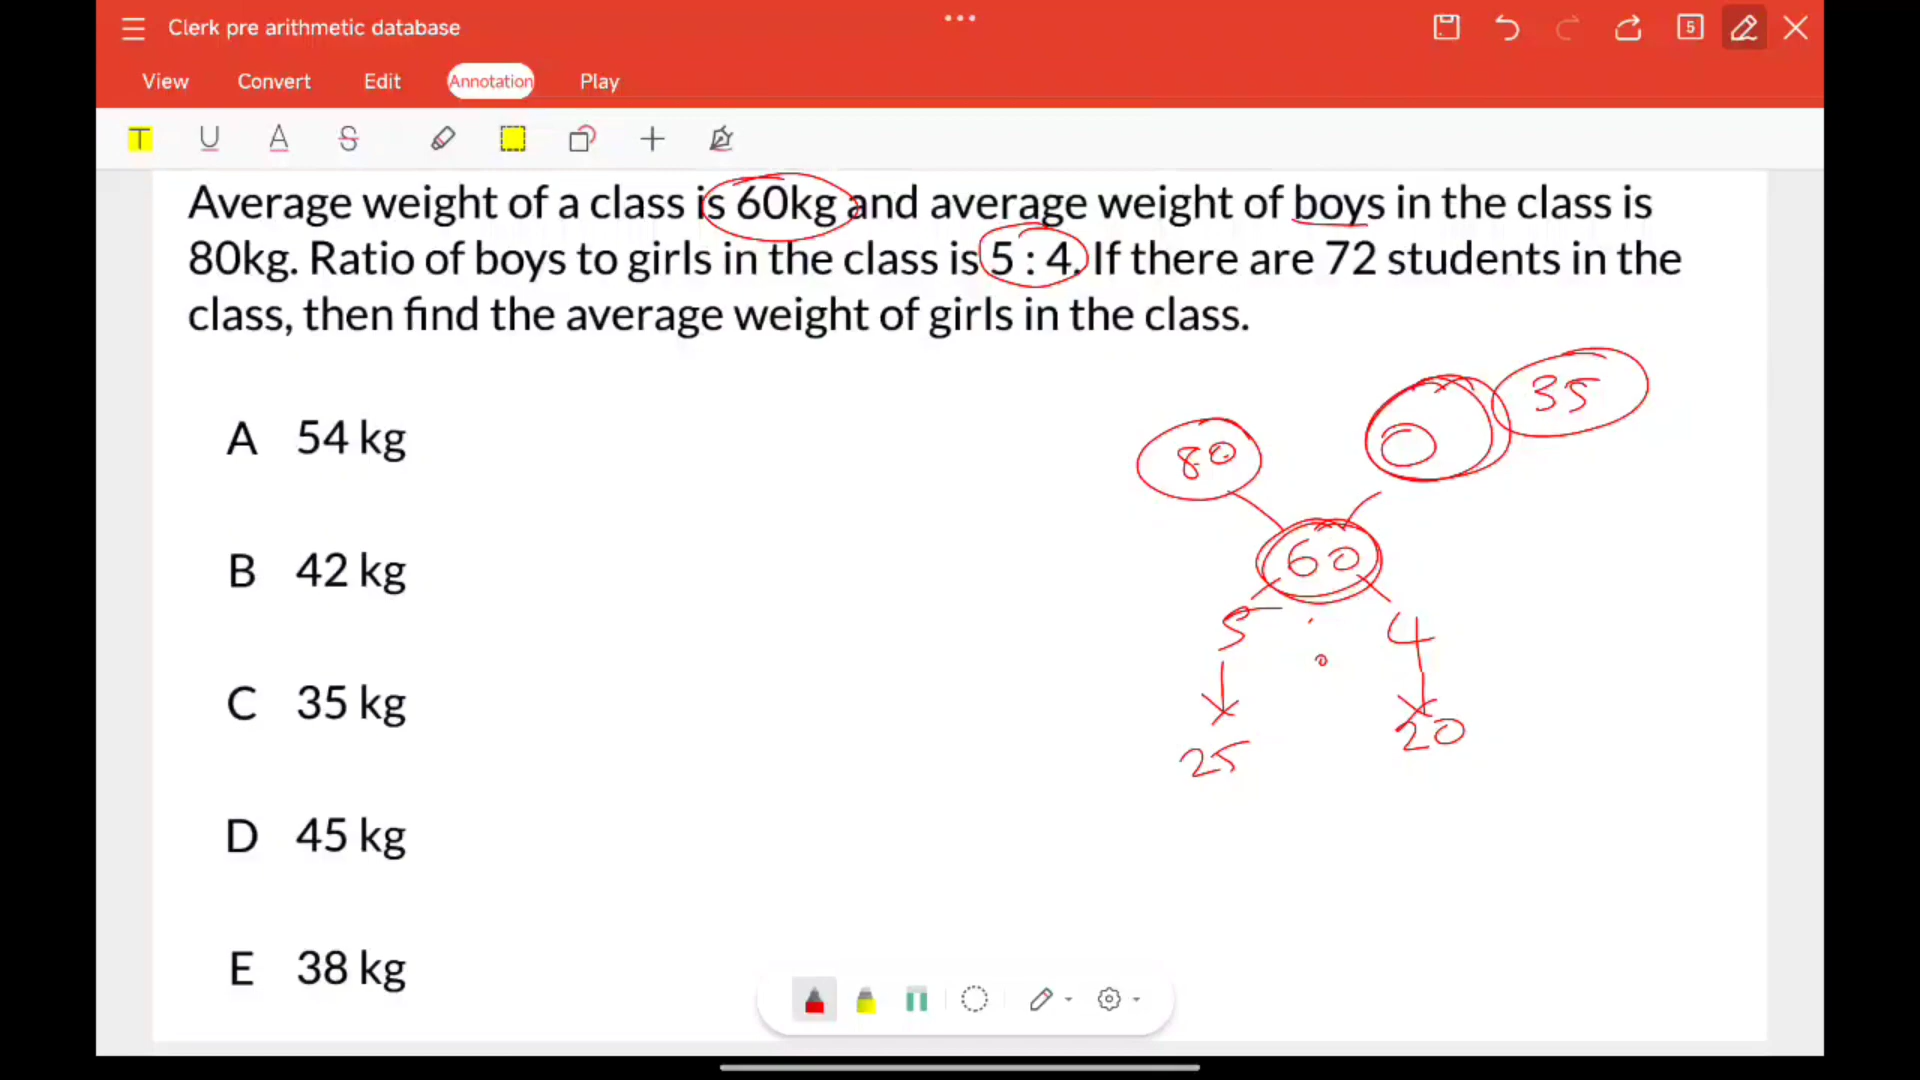 Clerk pre arithmetic database
5
View Convert Edit Annotation Play
T U A S
Average weight of a class is 60kg and average weight of boys in the class is
80kg. Ratio of boys to girls in the class is 5 : 4. If there are 72 students in the
class, then find the average weight of girls in the class.
35
80
A 54 kg
60
B 42 kg
5 : 4
C 35 kg
25 20
D 45 kg
E 38 kg